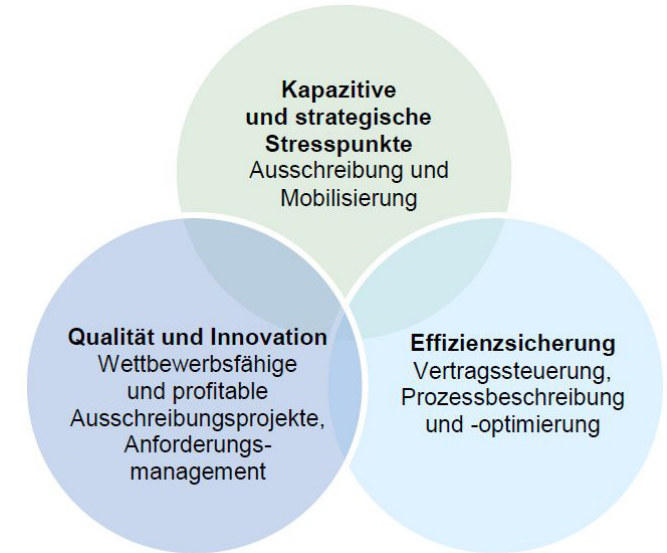 Kapazitive
und strategische
Stresspunkte
Ausschreibung und
Mobilisierung
Qualität und Innovation
Wettbewerbsfähige
und profitable
Ausschreibungsprojekte,
Anforderungs-
management
Effizienzsicherung
Vertragssteuerung,
Prozessbeschreibung
und -optimierung